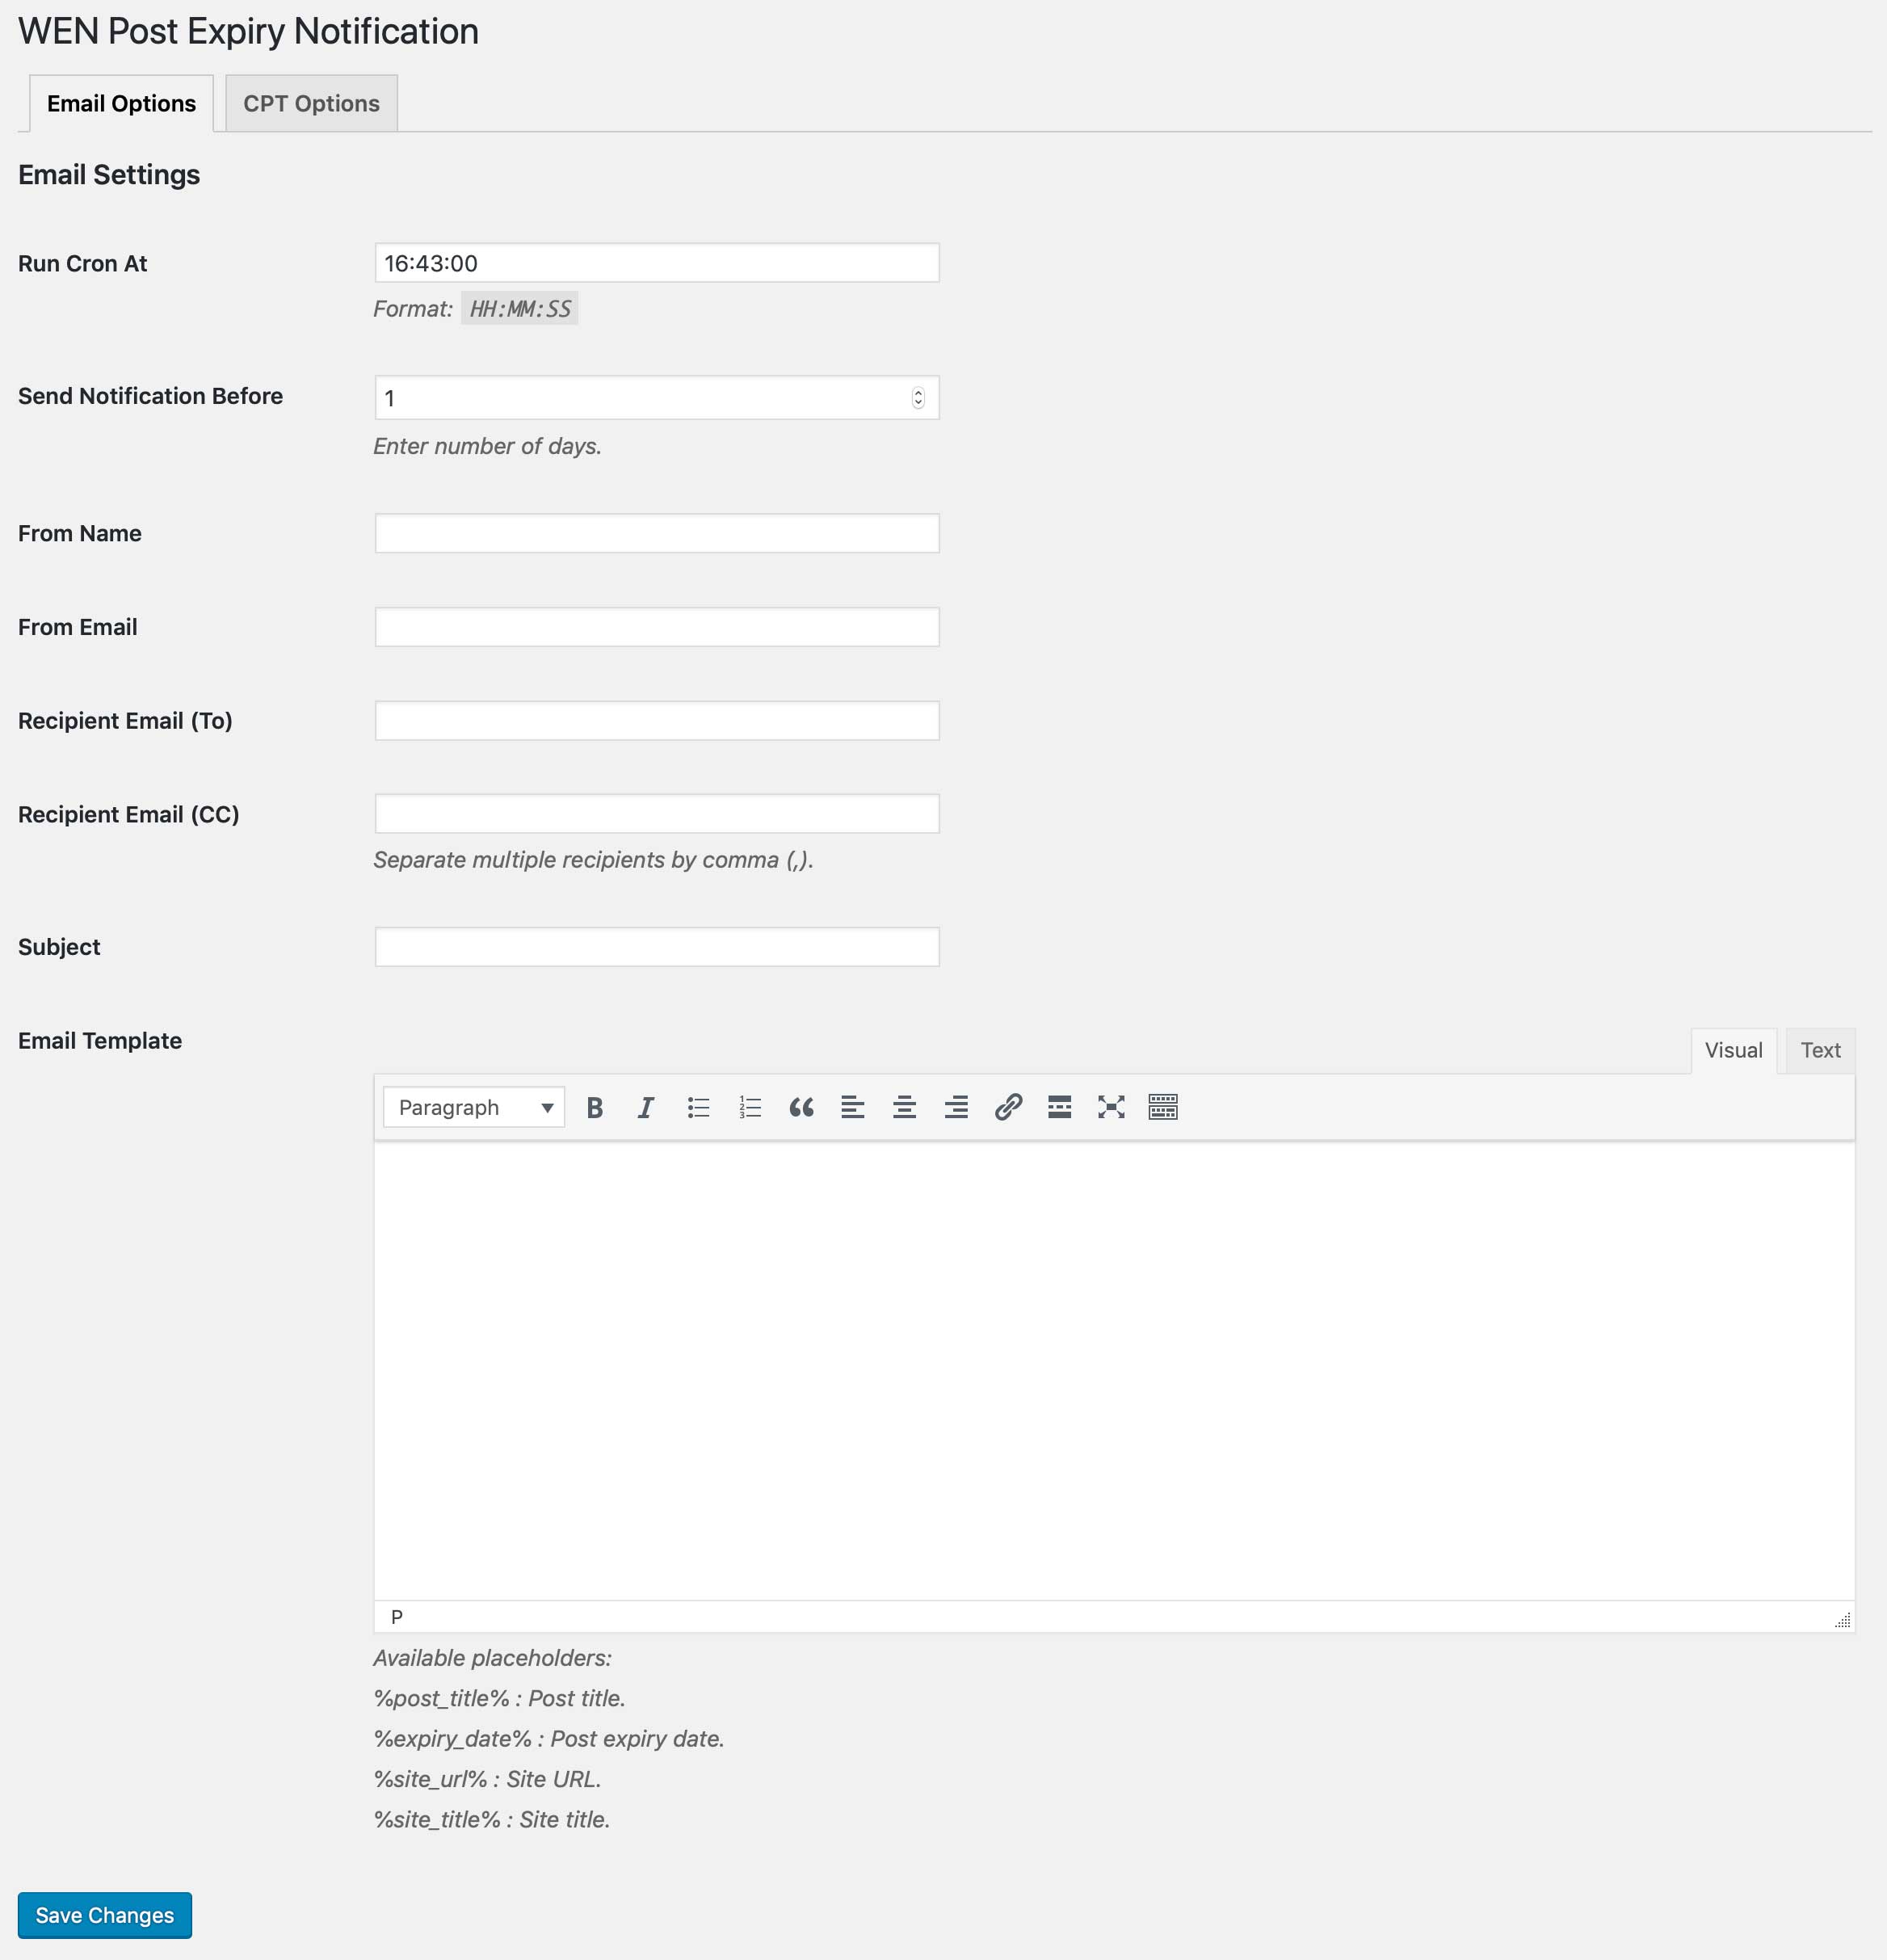 WEN Post Expiry Notification
Email Options
CPT Options
Email Settings
Run Cron At
16:43:00
Format: HH:MM:SS
Send Notification Before
1
Enter number of days.
From Name
From Email
Recipient Email (To)
Recipient Email (CC)
Separate multiple recipients by comma (,).
Subject
Email Template
Visual
Text
Paragraph
P
Available placeholders:
%post_title% : Post title.
%expiry_date% : Post expiry date.
%site_url% : Site URL.
%site_title% : Site title.
Save Changes